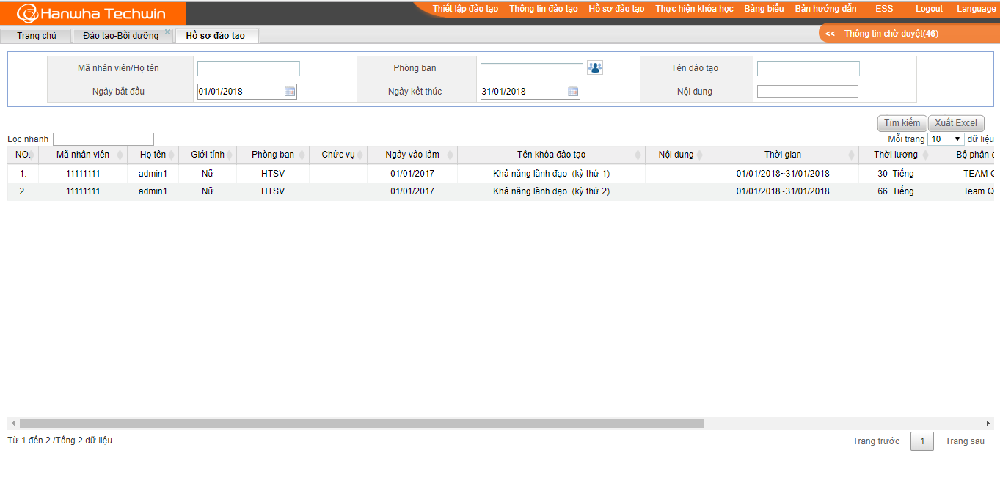 Hanwha Techwin
Thiết lập đào tạo Thông tin đào tạo Hồ sơ đào tạo Thực hiện khóa học Bảng biểu Bản hướng dẫn ESS Logout Language
Trang chủ Đào tạo-Bồi dưỡng Hồ sơ đào tạo
<< Thông tin chờ duyệt(46)
Mã nhân viên/Họ tên Phòng ban Tên đào tạo
Ngày bắt đầu 01/01/2018 Ngày kết thúc 31/01/2018 Nội dung
Tìm kiếm Xuất Excel
Lọc nhanh Mỗi trang 10 dữ liệu
NO. Mã nhân viên Họ tên Giới tính Phòng ban Chức vụ Ngày vào làm Tên khóa đào tạo Nội dung Thời gian Thời lượng Bộ phận
1. 11111111 admin1 Nữ HTSV 01/01/2017 Khả năng lãnh đạo (kỳ thứ 1) 01/01/2018~31/01/2018 30 Tiếng TEAM
2. 11111111 admin1 Nữ HTSV 01/01/2017 Khả năng lãnh đạo (kỳ thứ 2) 01/01/2018~31/01/2018 66 Tiếng Team Q
Từ 1 đến 2 /Tổng 2 dữ liệu
Trang trước 1 Trang sau